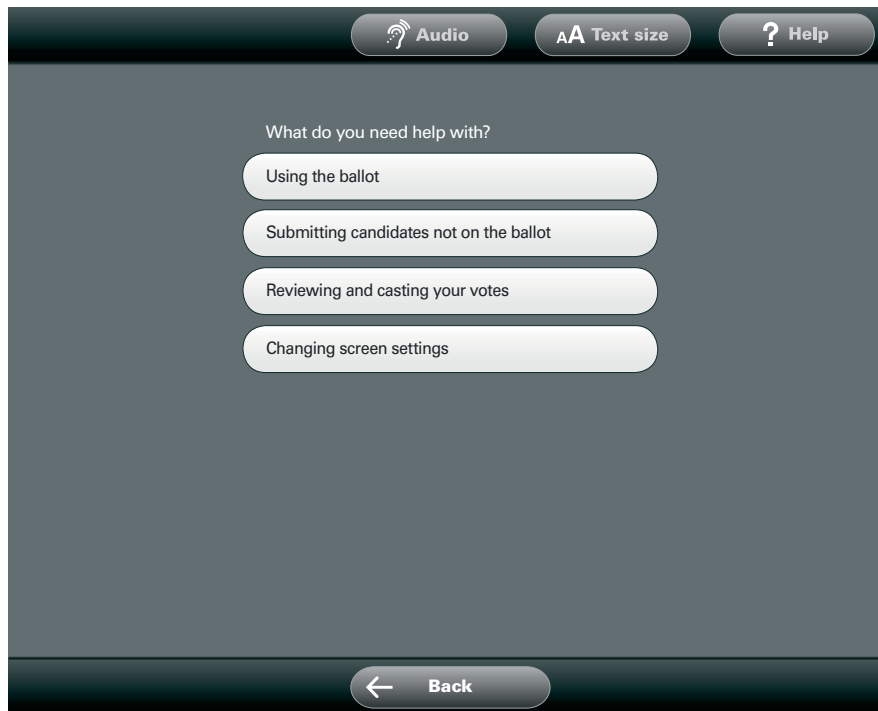 Audio
AA Text size
? Help
What do you need help with?
Using the ballot
Submitting candidates not on the ballot
Reviewing and casting your votes
Changing screen settings
Back